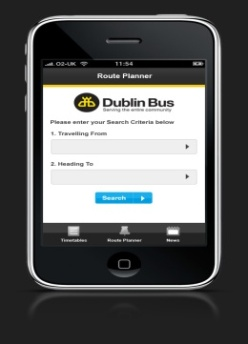 O2-UK 11:54
Route Planner
Dublin Bus
Serving the entire community
Please enter your Search Criteria below
1. Travelling From
2. Heading To
Search
Timetables Route Planner News